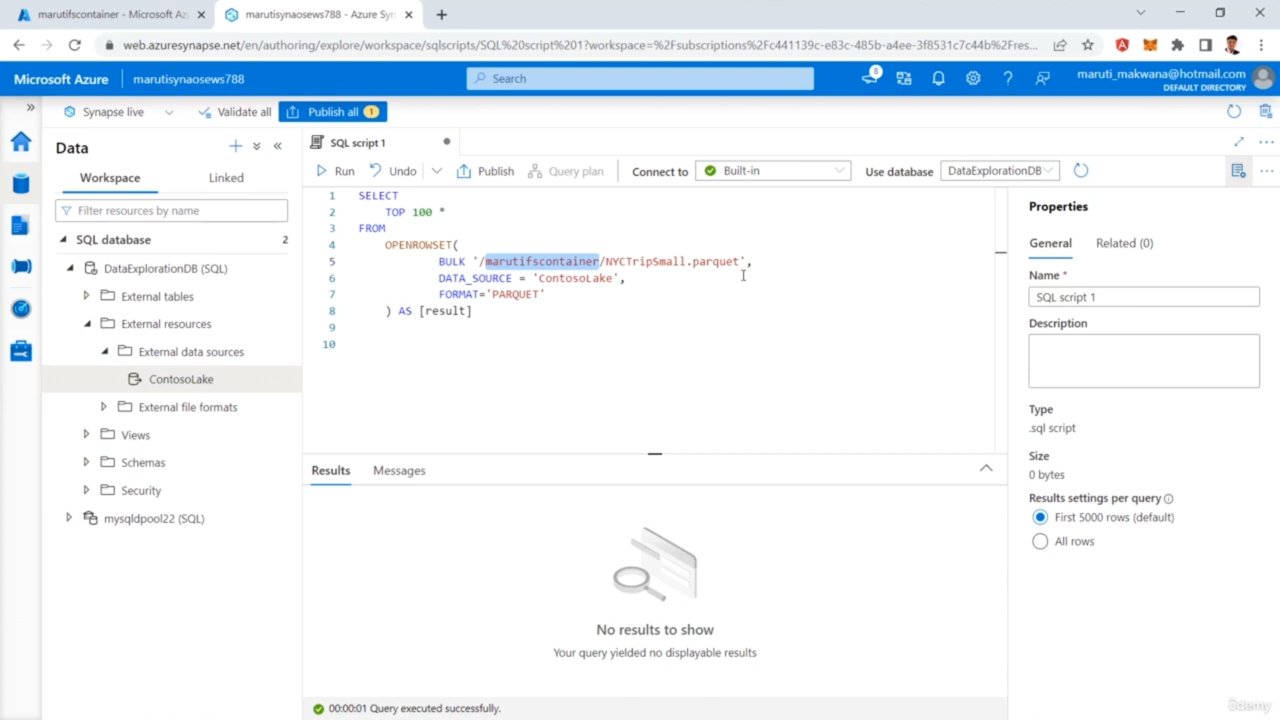 marutifscontainer - Microsoft Az
marutisynaosews788 - Azure Syn
web.azuresynapse.net/en/authoring/explore/workspace/sqlscripts/SQL%20script%201?workspace=%2Fsubscriptions%2Fc441139c-e83c-485b-a4ee-3f8531c7c44b%2Fres...
Microsoft Azure
marutisynaosews788
Search
8
maruti_makwana@hotmail.com
DEFAULT DIRECTORY
Synapse live
Validate all
Publish all
1
Data
Workspace
Linked
Filter resources by name
SQL database
2
DataExplorationDB (SQL)
External tables
External resources
External data sources
ContosoLake
External file formats
Views
Schemas
Security
mysqldpool22 (SQL)
SQL script 1
Run
Undo
Publish
Query plan
Connect to
Built-in
Use database
DataExplorationDB
1 SELECT
2 TOP 100 *
3 FROM
4 OPENROWSET(
5 BULK '/marutifscontainer/NYCTripSmall.parquet',
6 DATA_SOURCE = 'ContosoLake',
7 FORMAT='PARQUET'
8 ) AS [result]
9
10
Results
Messages
No results to show
Your query yielded no displayable results
00:00:01 Query executed successfully.
Properties
General
Related (0)
Name *
SQL script 1
Description
Type
.sql script
Size
0 bytes
Results settings per query
First 5000 rows (default)
All rows
ûdemy